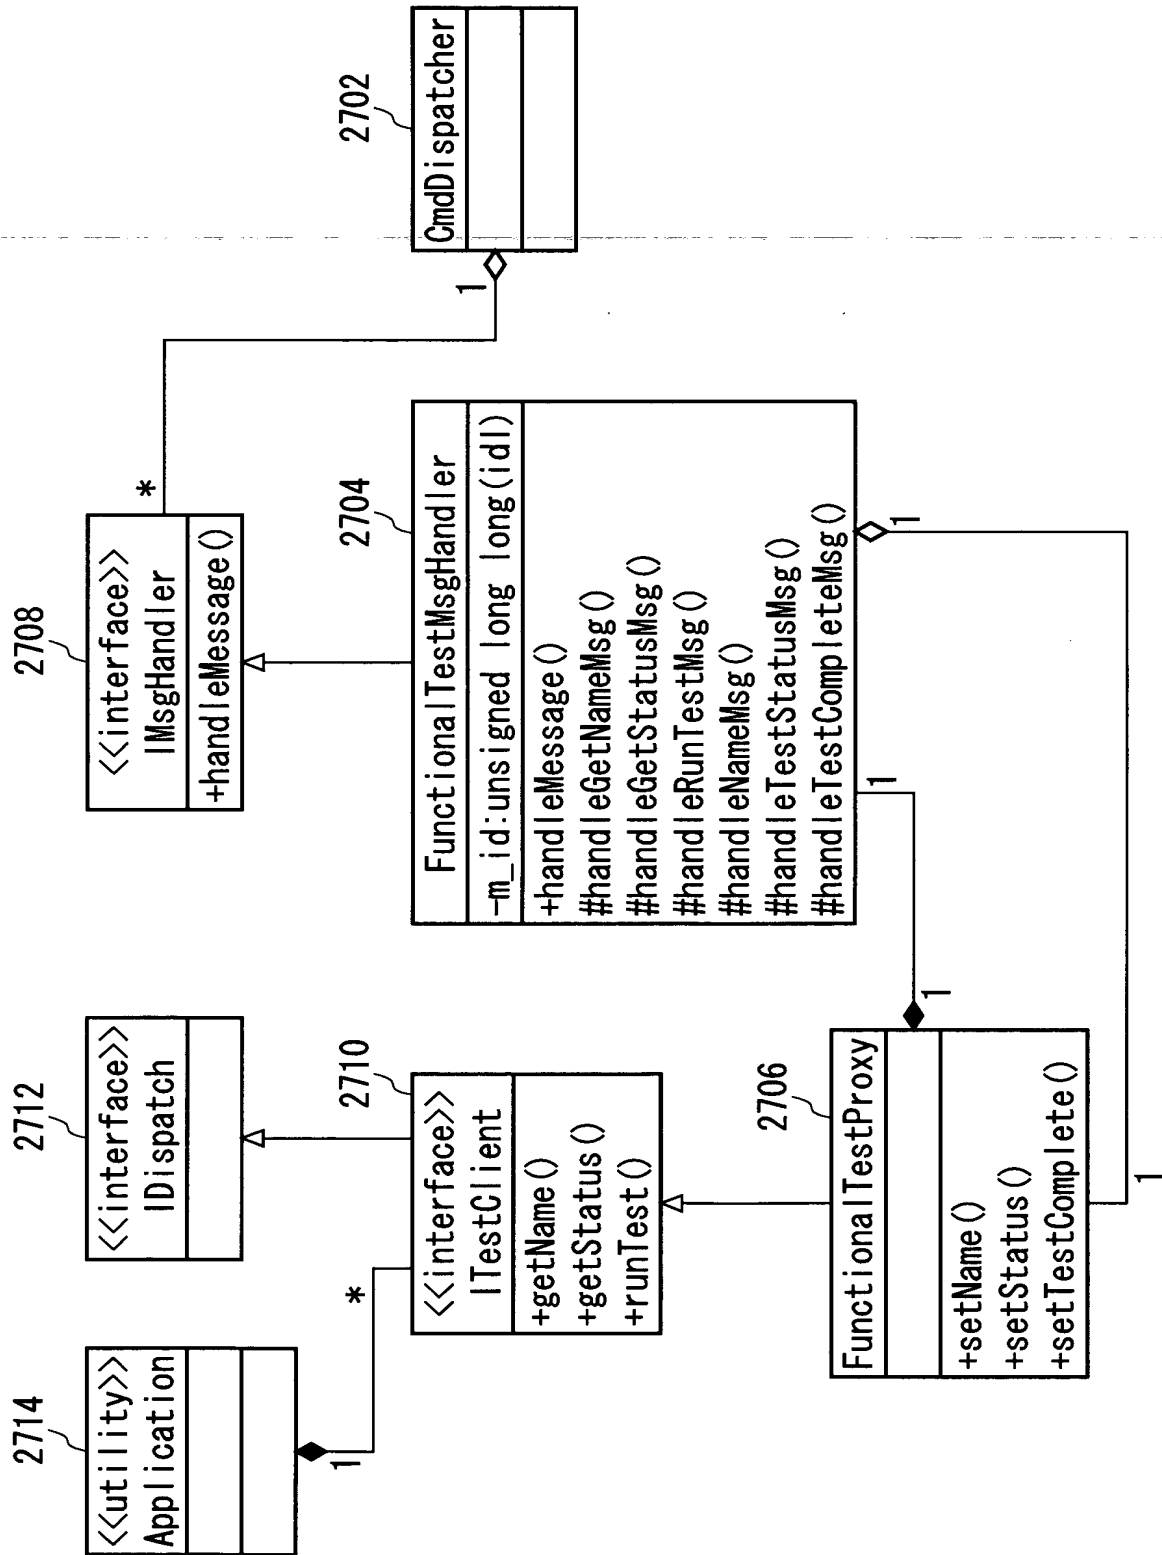 2714
<<utility>>
Application
1
*
2712
<<interface>>
IDispatch
2708
<<interface>>
IMsgHandler
+handleMessage()
*
2710
<<interface>>
ITestClient
+getName()
+getStatus()
+runTest()
2704
FunctionalTestMsgHandler
-m_id:unsigned long long(idl)
+handleMessage()
#handleGetNameMsg()
#handleGetStatusMsg()
#handleRunTestMsg()
#handleNameMsg()
#handleTestStatusMsg()
#handleTestCompleteMsg()
2702
CmdDispatcher
1
2706
FunctionalTestProxy
+setName()
+setStatus()
+setTestComplete()
1
1
1
1